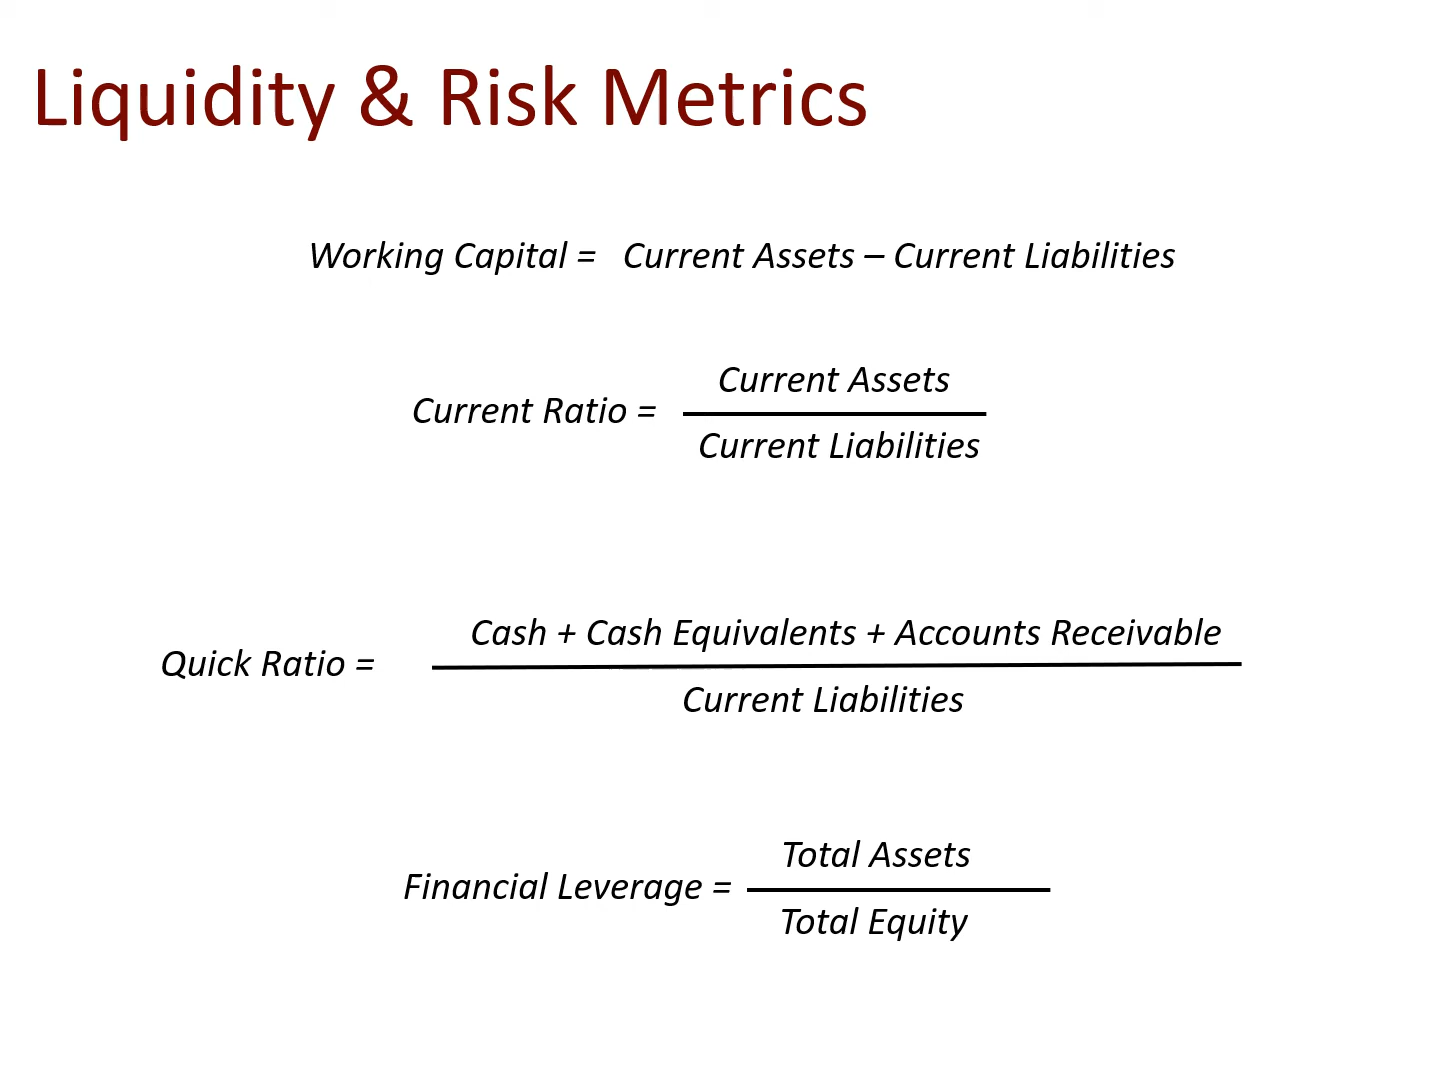 Liquidity & Risk Metrics
Working Capital = Current Assets – Current Liabilities
Current Assets
Current Ratio =
Current Liabilities
Cash + Cash Equivalents + Accounts Receivable
Quick Ratio =
Current Liabilities
Total Assets
Financial Leverage =
Total Equity